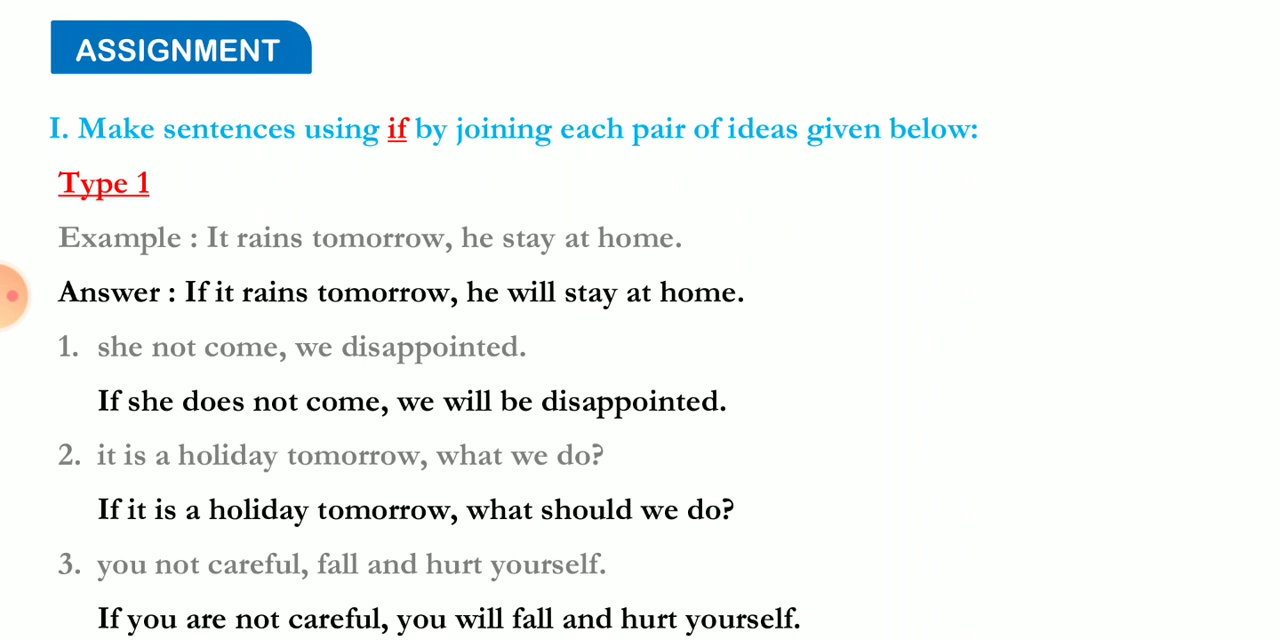 ASSIGNMENT
I. Make sentences using if by joining each pair of ideas given below:
Type 1
Example : It rains tomorrow, he stay at home.
Answer : If it rains tomorrow, he will stay at home.
1. she not come, we disappointed.
If she does not come, we will be disappointed.
2. it is a holiday tomorrow, what we do?
If it is a holiday tomorrow, what should we do?
3. you not careful, fall and hurt yourself.
If you are not careful, you will fall and hurt yourself.